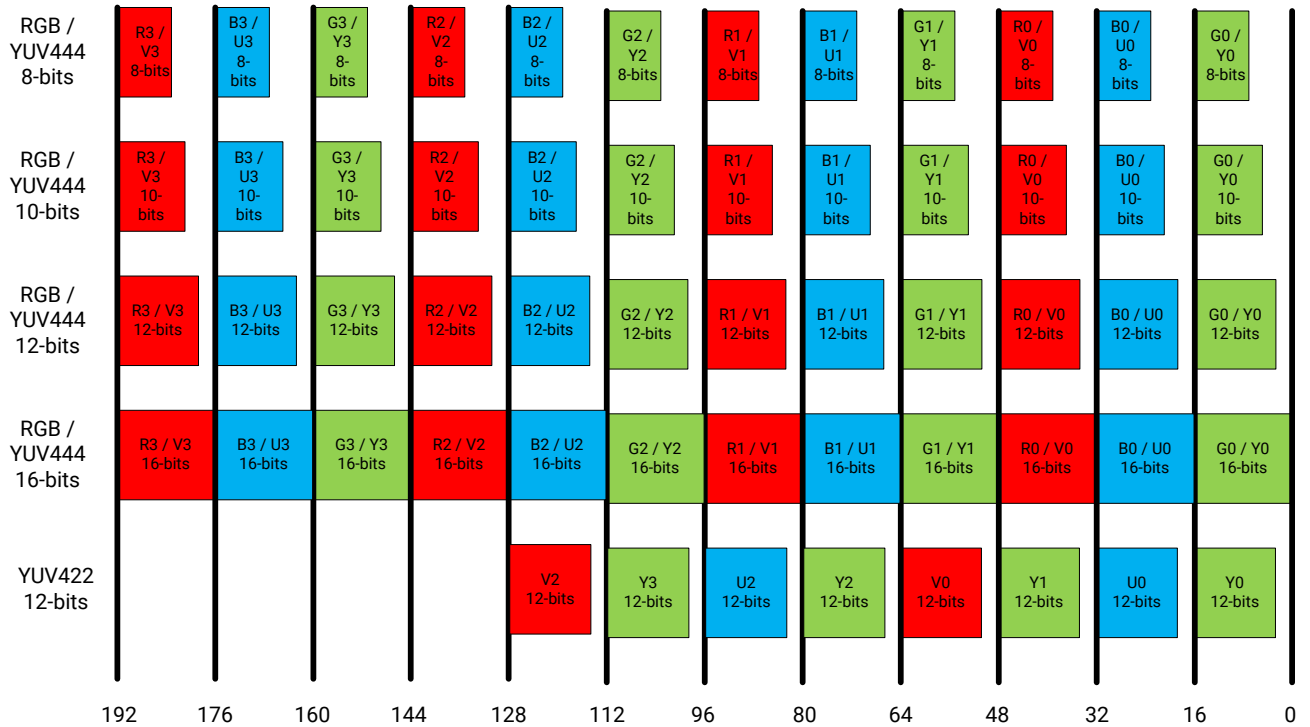 RGB /
YUV444
8-bits
R3 /
V3
8-bits
B3 /
U3
8-
bits
G3 /
Y3
8-
bits
R2 /
V2
8-
bits
B2 /
U2
8-
bits
G2 /
Y2
8-bits
R1 /
V1
8-bits
B1 /
U1
8-bits
G1 /
Y1
8-
bits
R0 /
V0
8-
bits
B0 /
U0
8-
bits
G0 /
Y0
8-bits
RGB /
YUV444
10-bits
R3 /
V3
10-
bits
B3 /
U3
10-
bits
G3 /
Y3
10-
bits
R2 /
V2
10-
bits
B2 /
U2
10-
bits
G2 /
Y2
10-
bits
R1 /
V1
10-
bits
B1 /
U1
10-
bits
G1 /
Y1
10-
bits
R0 /
V0
10-
bits
B0 /
U0
10-
bits
G0 /
Y0
10-
bits
RGB /
YUV444
12-bits
R3 / V3
12-bits
B3 / U3
12-bits
G3 / Y3
12-bits
R2 / V2
12-bits
B2 / U2
12-bits
G2 / Y2
12-bits
R1 / V1
12-bits
B1 / U1
12-bits
G1 / Y1
12-bits
R0 / V0
12-bits
B0 / U0
12-bits
G0 / Y0
12-bits
RGB /
YUV444
16-bits
R3 / V3
16-bits
B3 / U3
16-bits
G3 / Y3
16-bits
R2 / V2
16-bits
B2 / U2
16-bits
G2 / Y2
16-bits
R1 / V1
16-bits
B1 / U1
16-bits
G1 / Y1
16-bits
R0 / V0
16-bits
B0 / U0
16-bits
G0 / Y0
16-bits
YUV422
12-bits
V2
12-bits
Y3
12-bits
U2
12-bits
Y2
12-bits
V0
12-bits
Y1
12-bits
U0
12-bits
Y0
12-bits
192 176 160 144 128 112 96 80 64 48 32 16 0